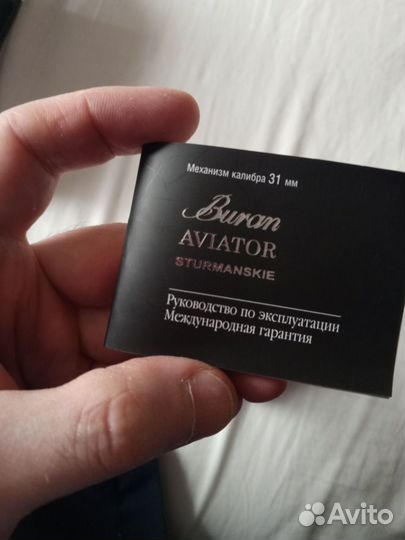 Механизм калибра 31 мм
Buran
AVIATOR
STURMANSKIE
Руководство по эксплуатации
Международная гарантия
Avito